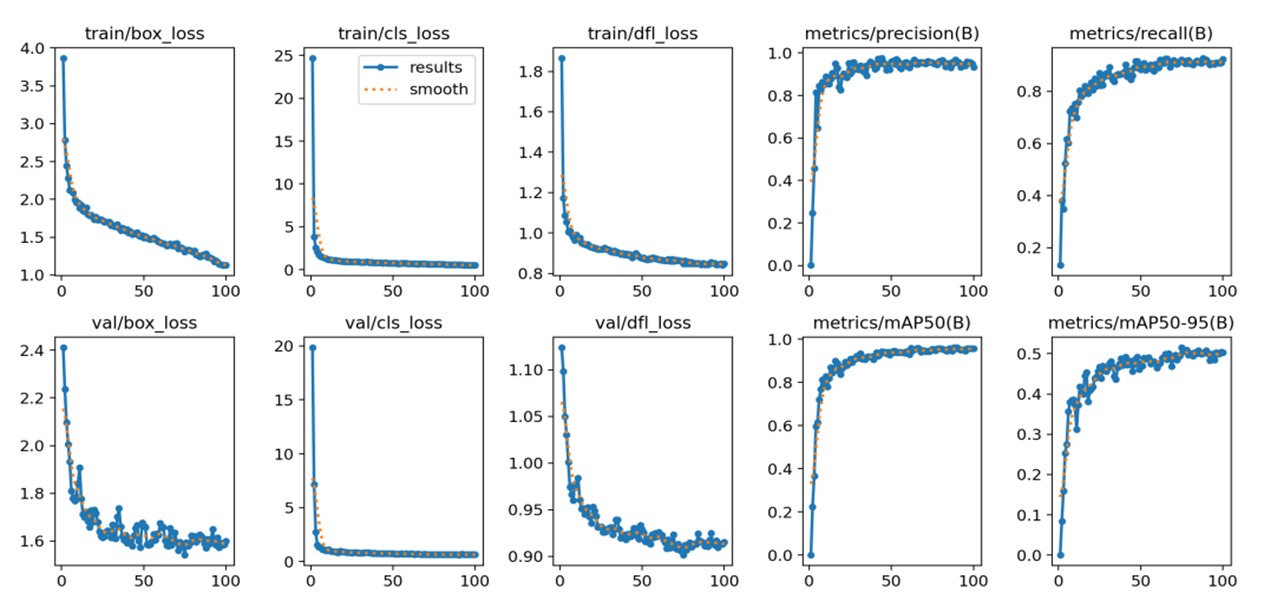 train/box_loss
4.0
3.5
3.0
2.5
2.0
1.5
1.0
0 50 100
train/cls_loss
results
smooth
25
20
15
10
5
0
0 50 100
train/dfl_loss
1.8
1.6
1.4
1.2
1.0
0.8
0 50 100
metrics/precision(B)
1.0
0.8
0.6
0.4
0.2
0.0
0 50 100
metrics/recall(B)
0.8
0.6
0.4
0.2
0 50 100
val/box_loss
2.4
2.2
2.0
1.8
1.6
0 50 100
val/cls_loss
20
15
10
5
0
0 50 100
val/dfl_loss
1.10
1.05
1.00
0.95
0.90
0 50 100
metrics/mAP50(B)
1.0
0.8
0.6
0.4
0.2
0.0
0 50 100
metrics/mAP50-95(B)
0.5
0.4
0.3
0.2
0.1
0.0
0 50 100